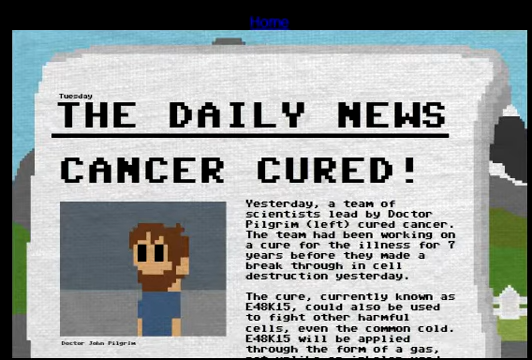 Home
Tuesday
THE DAILY NEWS
CANCER CURED!
Yesterday, a team of
scientists lead by Doctor
Pilgrim (left) cured cancer.
The team had been working on
a cure for the illness for 7
years before they made a
break through in cell
destruction yesterday.
The cure, currently known as
E48K15, could also be used
to fight other harmful
cells, even the common cold.
E48K15 will be applied
through the form of a gas,
Doctor John Pilgrim